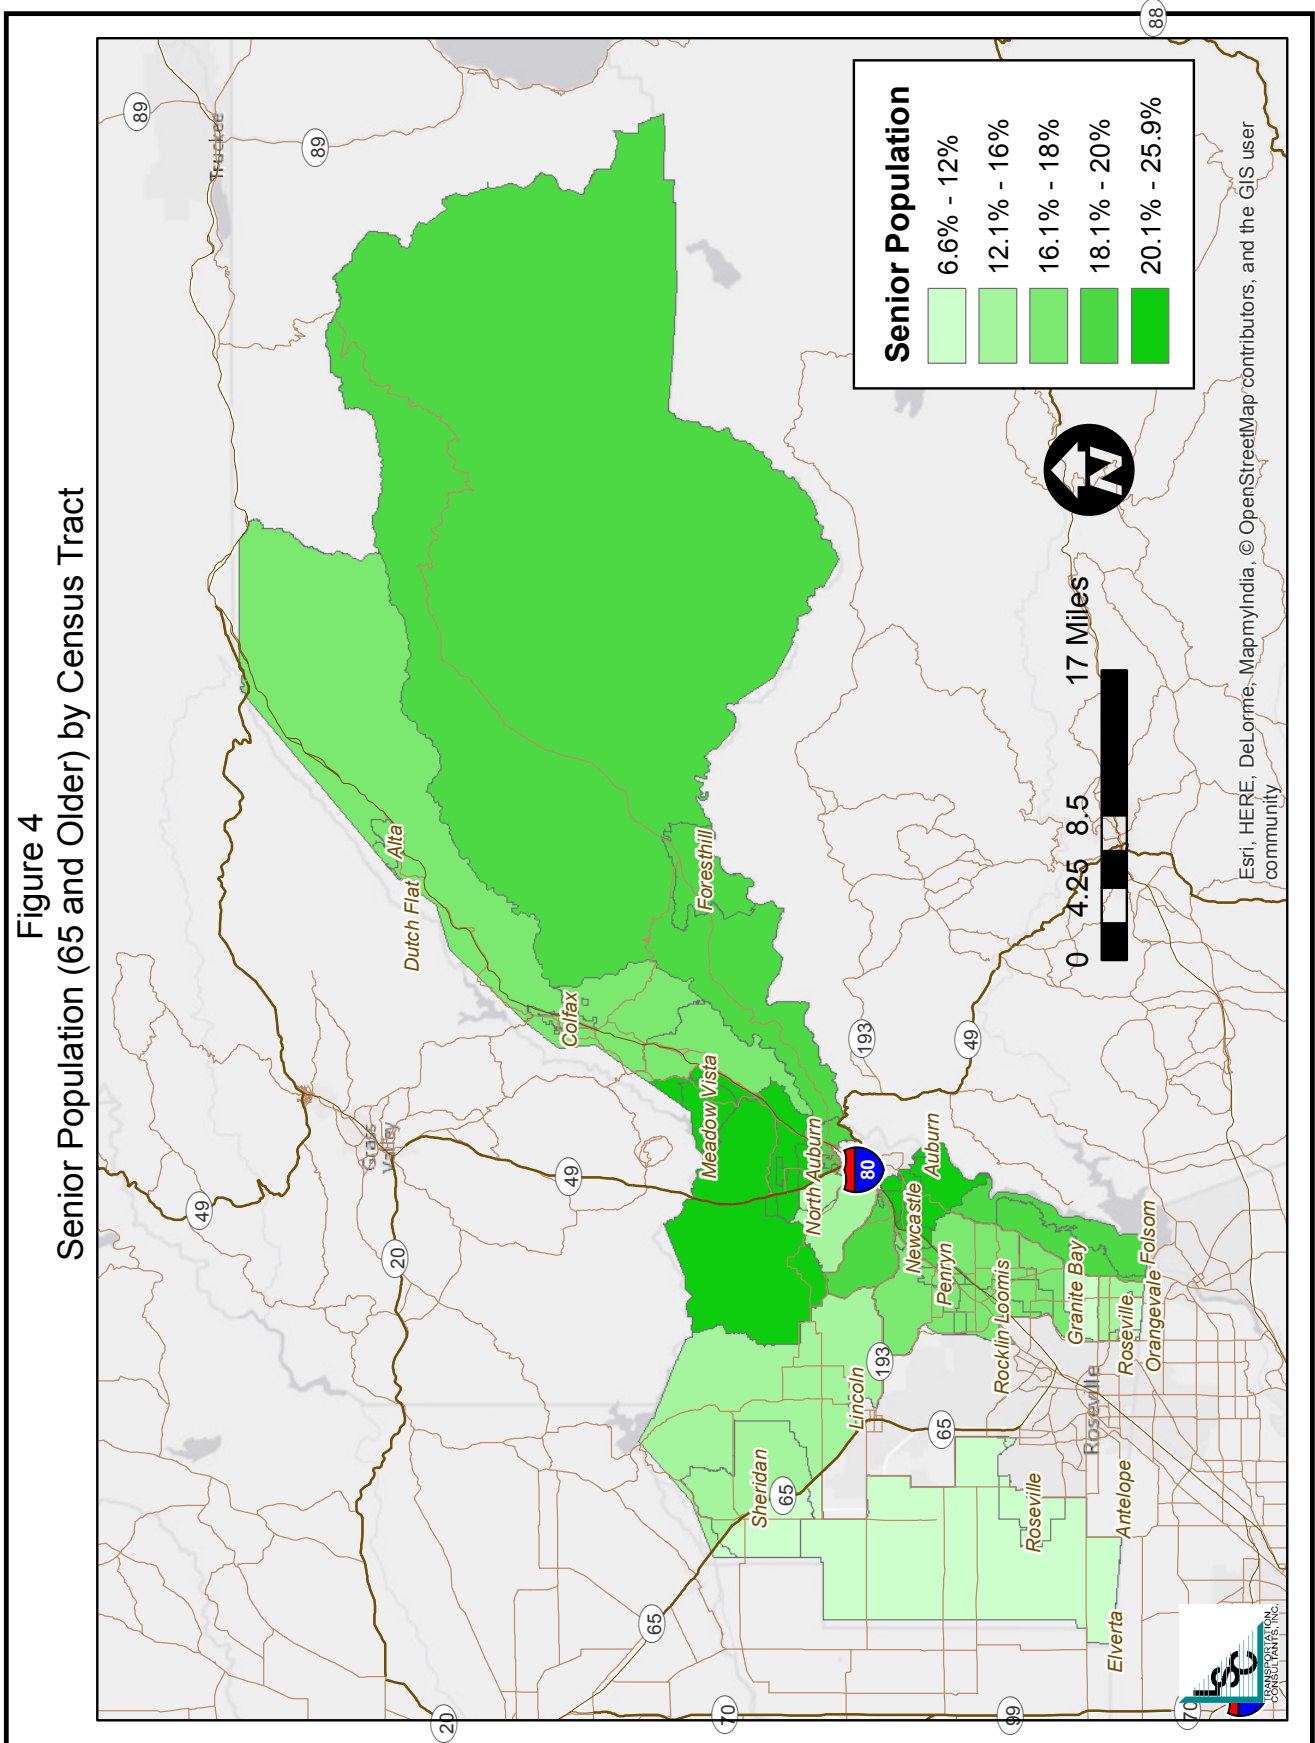 Figure 4
Senior Population (65 and Older) by Census Tract
89
Truckee
89
88
Grass
Valley
49
20
49
20
Alta
Dutch Flat
Colfax
Foresthill
Meadow Vista
North Auburn
80
Auburn
Newcastle
Penryn
193
49
193
Lincoln
65
Sheridan
65
65
Rocklin
Loomis
Granite Bay
Roseville
Folsom
Orangevale
Roseville
Roseville
Antelope
Elverta
70
99
70
Senior Population
6.6% - 12%
12.1% - 16%
16.1% - 18%
18.1% - 20%
20.1% - 25.9%
N
0 4.25 8.5 17 Miles
Esri, HERE, DeLorme, MapmyIndia, © OpenStreetMap contributors, and the GIS user
community
LSC
TRANSPORTATION
CONSULTANTS, INC.